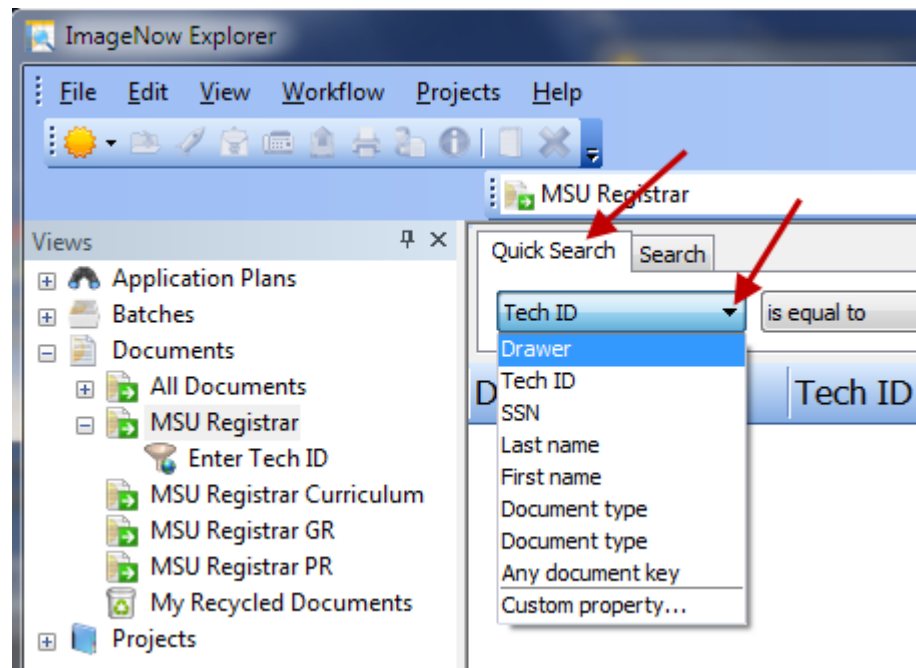 ImageNow Explorer
File Edit View Workflow Projects Help
MSU Registrar
Views
Application Plans
Batches
Documents
All Documents
MSU Registrar
Enter Tech ID
MSU Registrar Curriculum
MSU Registrar GR
MSU Registrar PR
My Recycled Documents
Projects
Quick Search Search
Tech ID is equal to
D Tech ID
Drawer
Tech ID
SSN
Last name
First name
Document type
Document type
Any document key
Custom property...